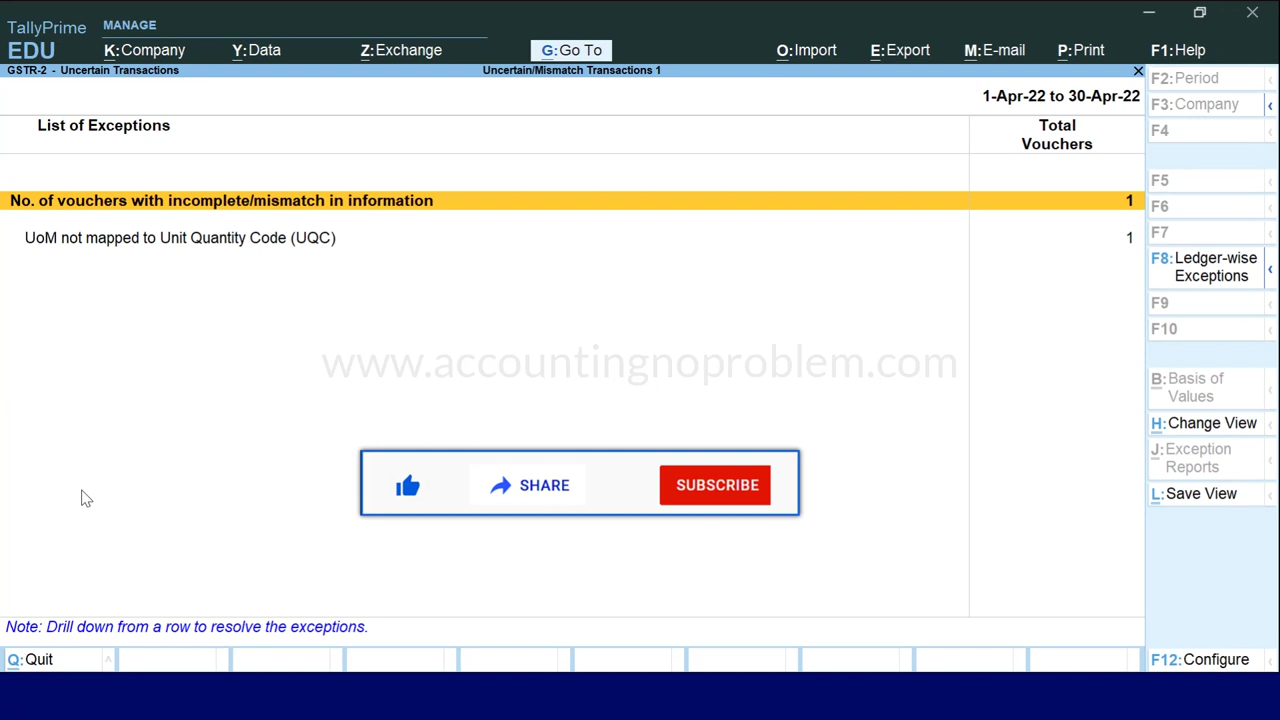 TallyPrime MANAGE
EDU K:Company Y:Data Z:Exchange G:Go To O:Import E:Export M:E-mail P:Print F1:Help
GSTR-2 - Uncertain Transactions Uncertain/Mismatch Transactions 1
1-Apr-22 to 30-Apr-22
List of Exceptions Total
Vouchers
No. of vouchers with incomplete/mismatch in information 1
UoM not mapped to Unit Quantity Code (UQC) 1
www.accountingnoproblem.com
SHARE SUBSCRIBE
Note: Drill down from a row to resolve the exceptions.
Q:Quit
F2:Period
F3:Company
F4
F5
F6
F7
F8:Ledger-wise
Exceptions
F9
F10
B:Basis of
Values
H:Change View
J:Exception
Reports
L:Save View
F12:Configure